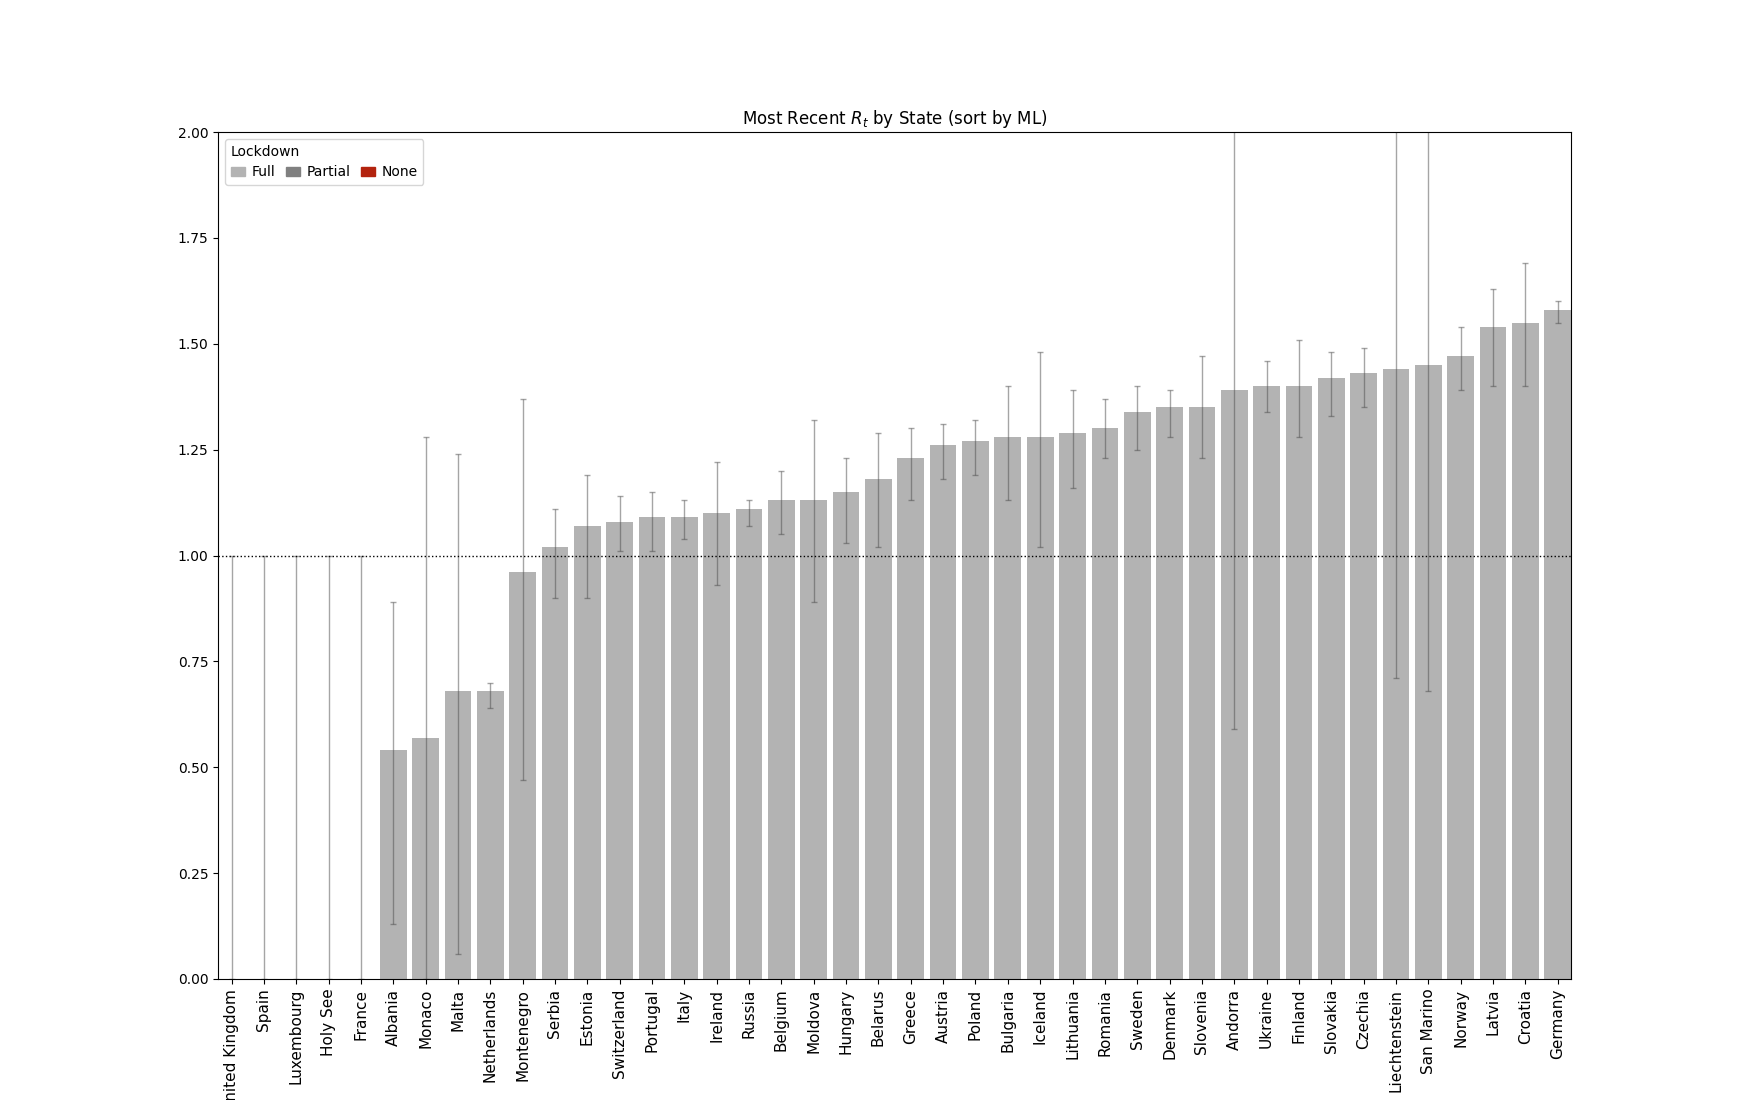 Most Recent Rt by State (sort by ML)
Lockdown
Full Partial None
2.00
1.75
1.50
1.25
1.00
0.75
0.50
0.25
0.00
nited Kingdom
Spain
Luxembourg
Holy See
France
Albania
Monaco
Malta
Netherlands
Montenegro
Serbia
Estonia
Switzerland
Portugal
Italy
Ireland
Russia
Belgium
Moldova
Hungary
Belarus
Greece
Austria
Poland
Bulgaria
Iceland
Lithuania
Romania
Sweden
Denmark
Slovenia
Andorra
Ukraine
Finland
Slovakia
Czechia
Liechtenstein
San Marino
Norway
Latvia
Croatia
Germany